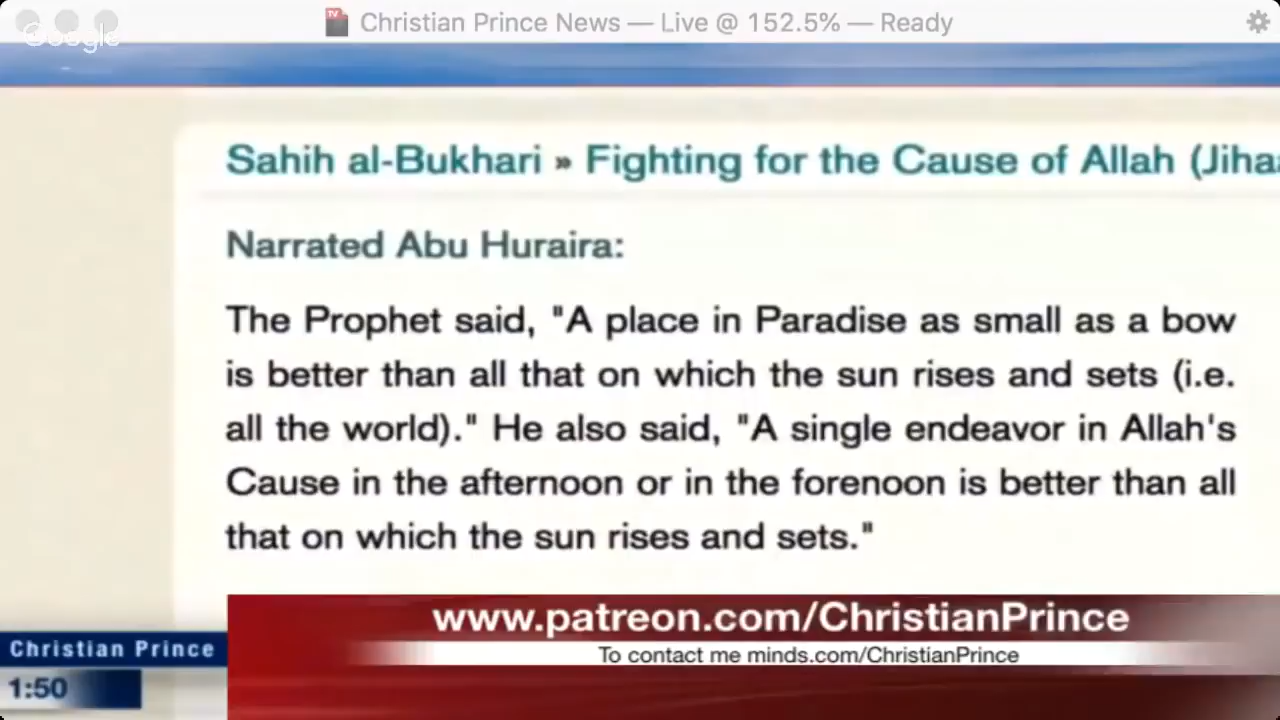 Christian Prince News — Live @ 152.5% — Ready
Google
Sahih al-Bukhari » Fighting for the Cause of Allah (Jihaa
Narrated Abu Huraira:
The Prophet said, "A place in Paradise as small as a bow
is better than all that on which the sun rises and sets (i.e.
all the world)." He also said, "A single endeavor in Allah's
Cause in the afternoon or in the forenoon is better than all
that on which the sun rises and sets."
www.patreon.com/ChristianPrince
To contact me minds.com/ChristianPrince
Christian Prince
1:50